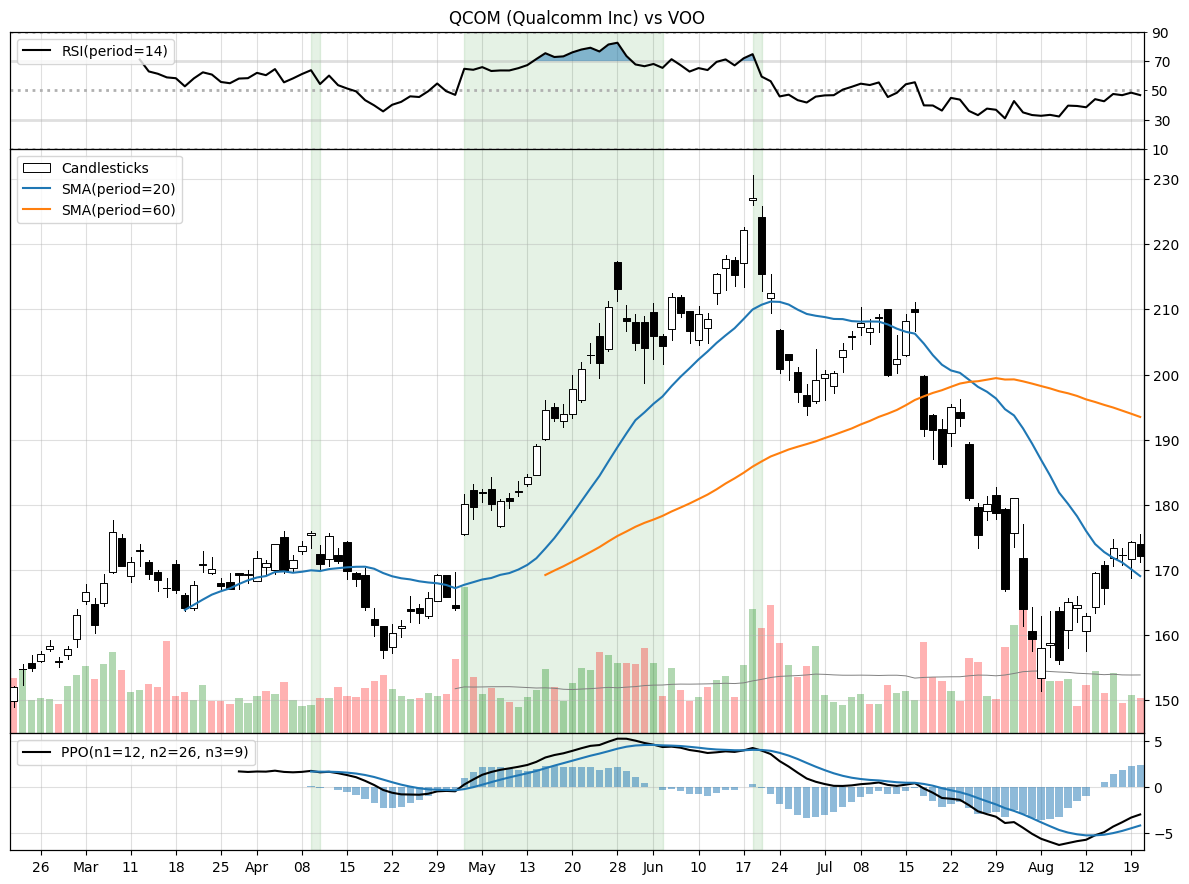 QCOM (Qualcomm Inc) vs VOO
RSI(period=14)
90
70
50
30
10
Candlesticks
SMA(period=20)
SMA(period=60)
230
220
210
200
190
180
170
160
150
PPO(n1=12, n2=26, n3=9)
5
0
−5
26 Mar 11 18 25 Apr 08 15 22 29 May 13 20 28 Jun 10 17 24 Jul 08 15 22 29 Aug 12 19